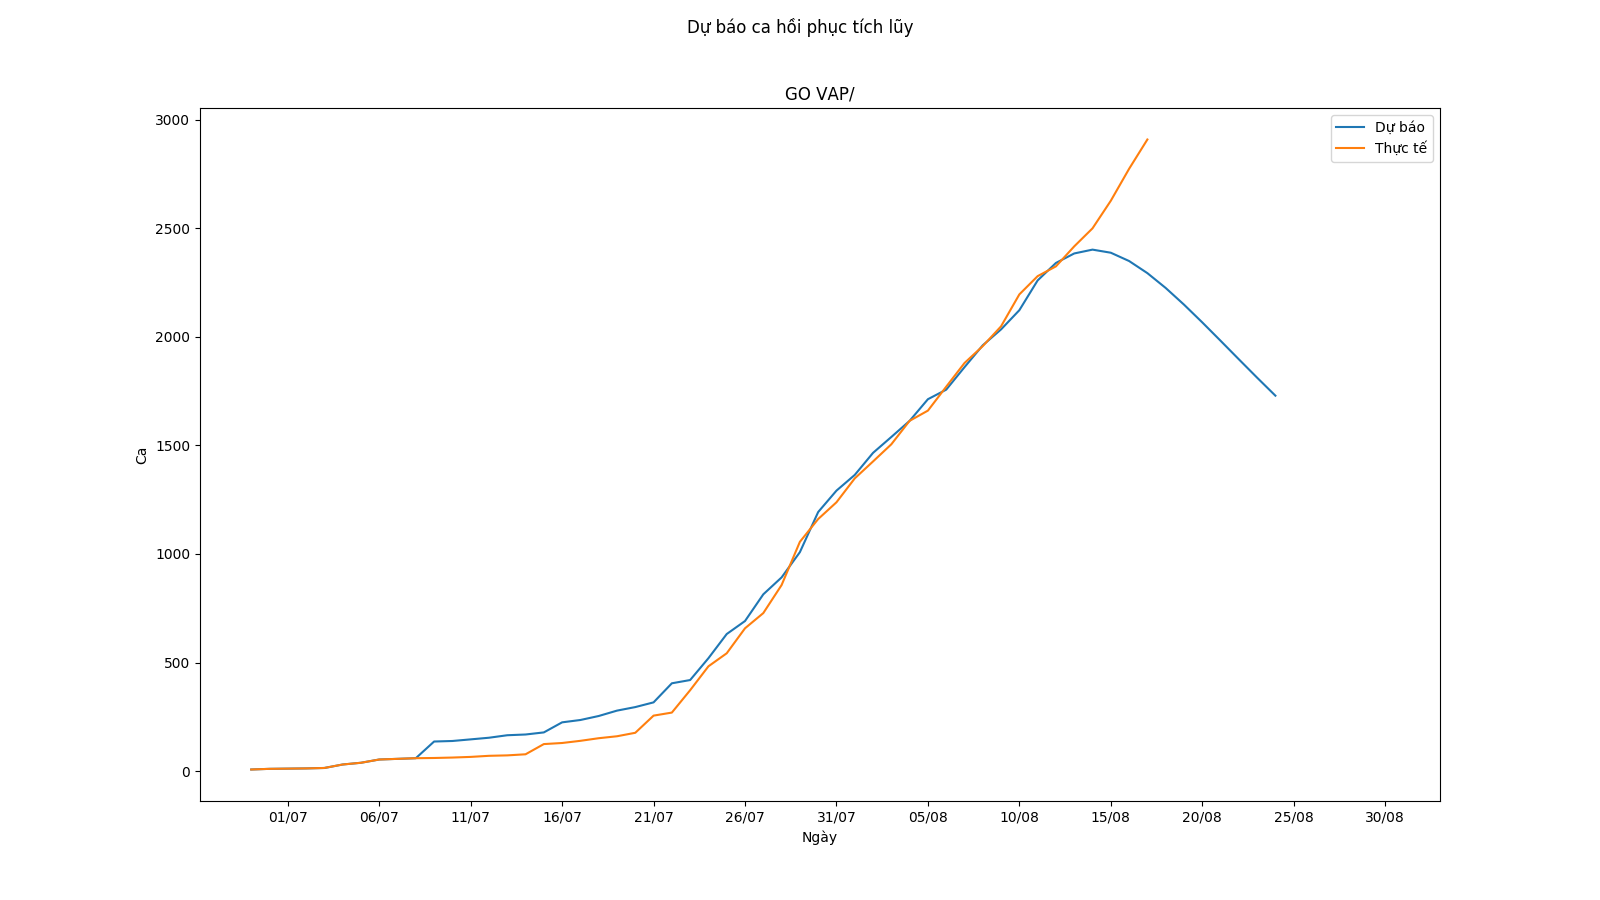 Dự báo ca hồi phục tích lũy
GO VAP/
Dự báo
Thực tế
3000
2500
2000
1500
1000
500
0
Ca
01/07 06/07 11/07 16/07 21/07 26/07 31/07 05/08 10/08 15/08 20/08 25/08 30/08
Ngày